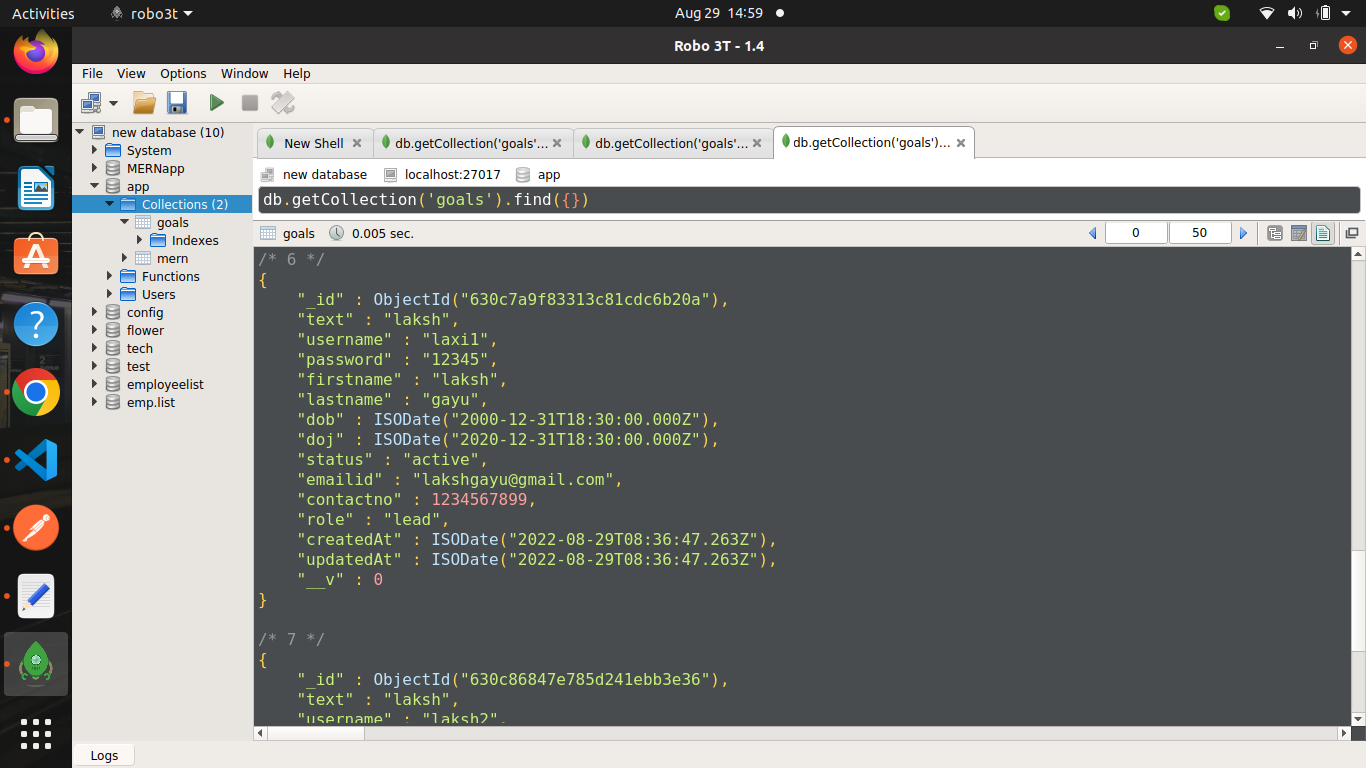 Activities robo3t Aug 29 14:59
Robo 3T - 1.4
File View Options Window Help
new database (10)
System
MERNapp
app
Collections (2)
goals
Indexes
mern
Functions
Users
config
flower
tech
test
employeelist
emp.list
New Shell db.getCollection('goals'... db.getCollection('goals'... db.getCollection('goals')...
new database localhost:27017 app
db.getCollection('goals').find({})
goals 0.005 sec. 0 50
/* 6 */
{
"_id" : ObjectId("630c7a9f83313c81cdc6b20a"),
"text" : "laksh",
"username" : "laxi1",
"password" : "12345",
"firstname" : "laksh",
"lastname" : "gayu",
"dob" : ISODate("2000-12-31T18:30:00.000Z"),
"doj" : ISODate("2020-12-31T18:30:00.000Z"),
"status" : "active",
"emailid" : "lakshgayu@gmail.com",
"contactno" : 1234567899,
"role" : "lead",
"createdAt" : ISODate("2022-08-29T08:36:47.263Z"),
"updatedAt" : ISODate("2022-08-29T08:36:47.263Z"),
"__v" : 0
}
/* 7 */
{
"_id" : ObjectId("630c86847e785d241ebb3e36"),
"text" : "laksh",
"username" : "laksh2",
Logs